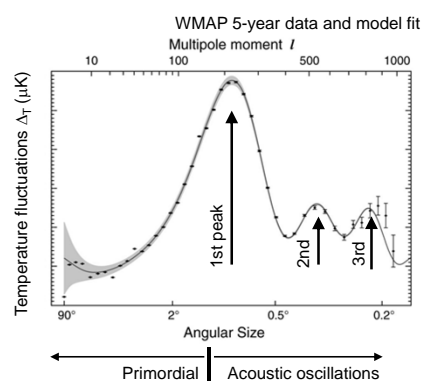 WMAP 5-year data and model fit
Multipole moment l
10 100 500 1000
Temperature fluctuations ΔT (µK)
1st peak
2nd
3rd
90° 2° 0.5° 0.2°
Angular Size
Primordial Acoustic oscillations